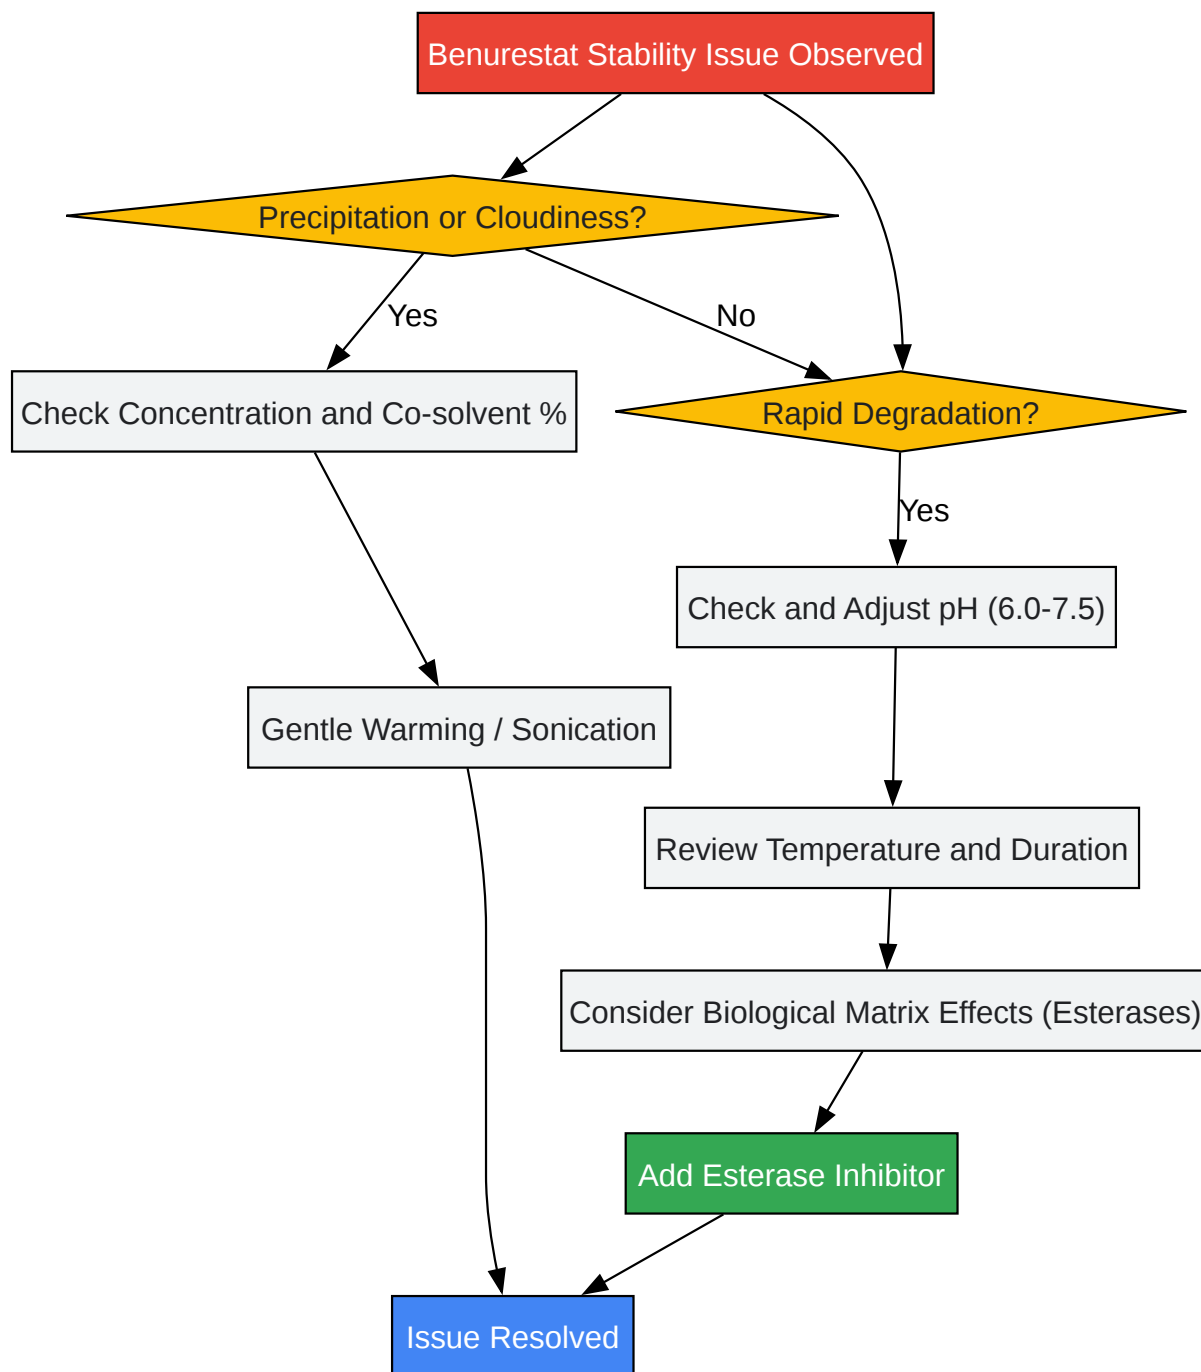 Benurestat Stability Issue Observed
Precipitation or Cloudiness?
Yes
No
Check Concentration and Co-solvent %
Rapid Degradation?
Yes
Check and Adjust pH (6.0-7.5)
Gentle Warming / Sonication
Review Temperature and Duration
Consider Biological Matrix Effects (Esterases)
Add Esterase Inhibitor
Issue Resolved